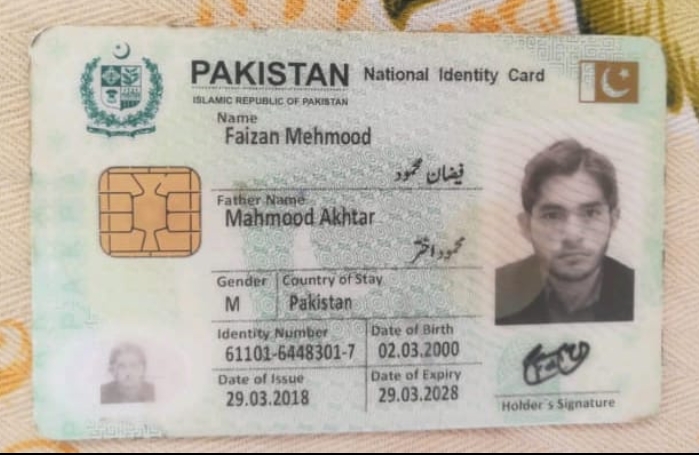 PAKISTAN National Identity Card
ISLAMIC REPUBLIC OF PAKISTAN
Name
Faizan Mehmood
فیضان محمود
Father Name
Mahmood Akhtar
محمود اختر
Gender Country of Stay
M Pakistan
Identity Number Date of Birth
61101-6448301-7 02.03.2000
Date of Issue Date of Expiry
29.03.2018 29.03.2028
Holder's Signature